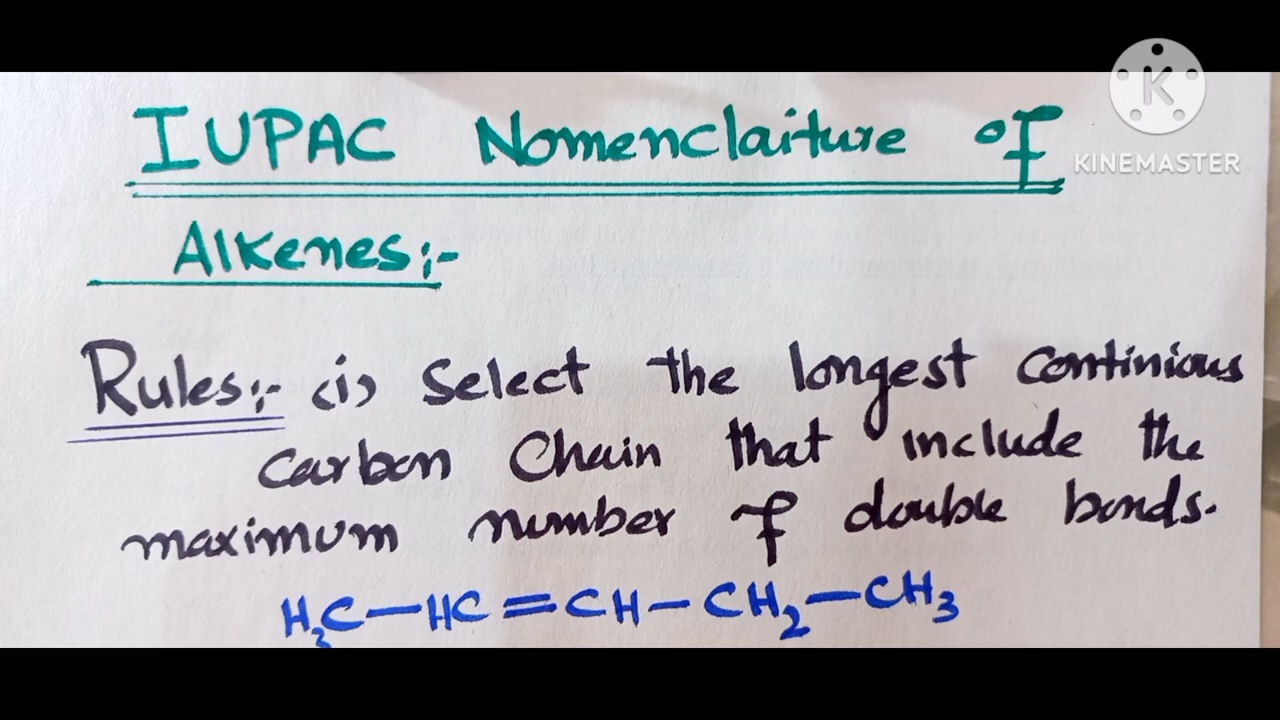 IUPAC Nomenclaiture of
Alkenes:-
Rules:- (i) Select the longest continious
carbon Chain that include the
maximum number of double bonds.
H₃C—HC=CH—CH₂—CH₃
K
KINEMASTER